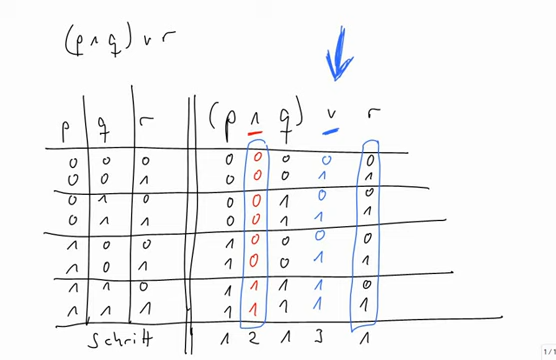 (p ∧ q) ∨ r
p q r (p ∧ q) ∨ r
0 0 0 0 0 0 0 0
0 0 1 0 0 0 1 1
0 1 0 0 0 1 0 0
0 1 1 0 0 1 1 1
1 0 0 1 0 0 0 0
1 0 1 1 0 0 1 1
1 1 0 1 1 1 1 0
1 1 1 1 1 1 1 1
Schritt 1 2 1 3 1
1/1